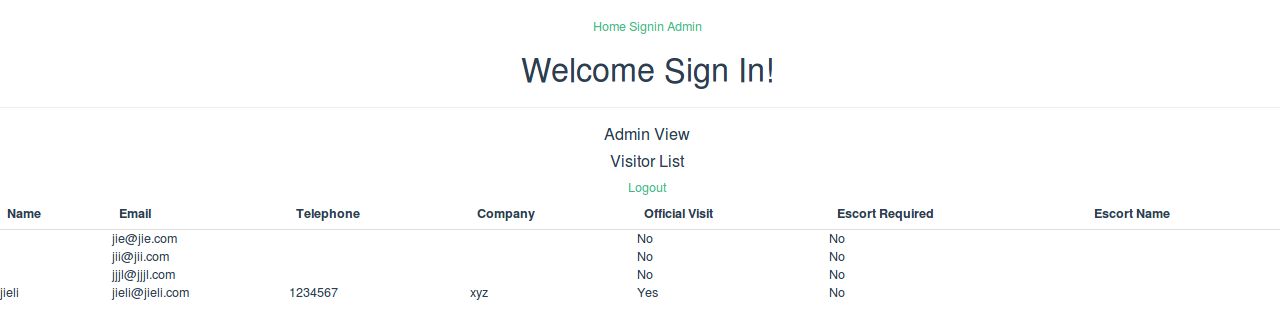 Home Signin Admin
Welcome Sign In!
Admin View
Visitor List
Logout
Name Email Telephone Company Official Visit Escort Required Escort Name
jie@jie.com No No
jii@jii.com No No
jjjl@jjjl.com No No
jieli jieli@jieli.com 1234567 xyz Yes No